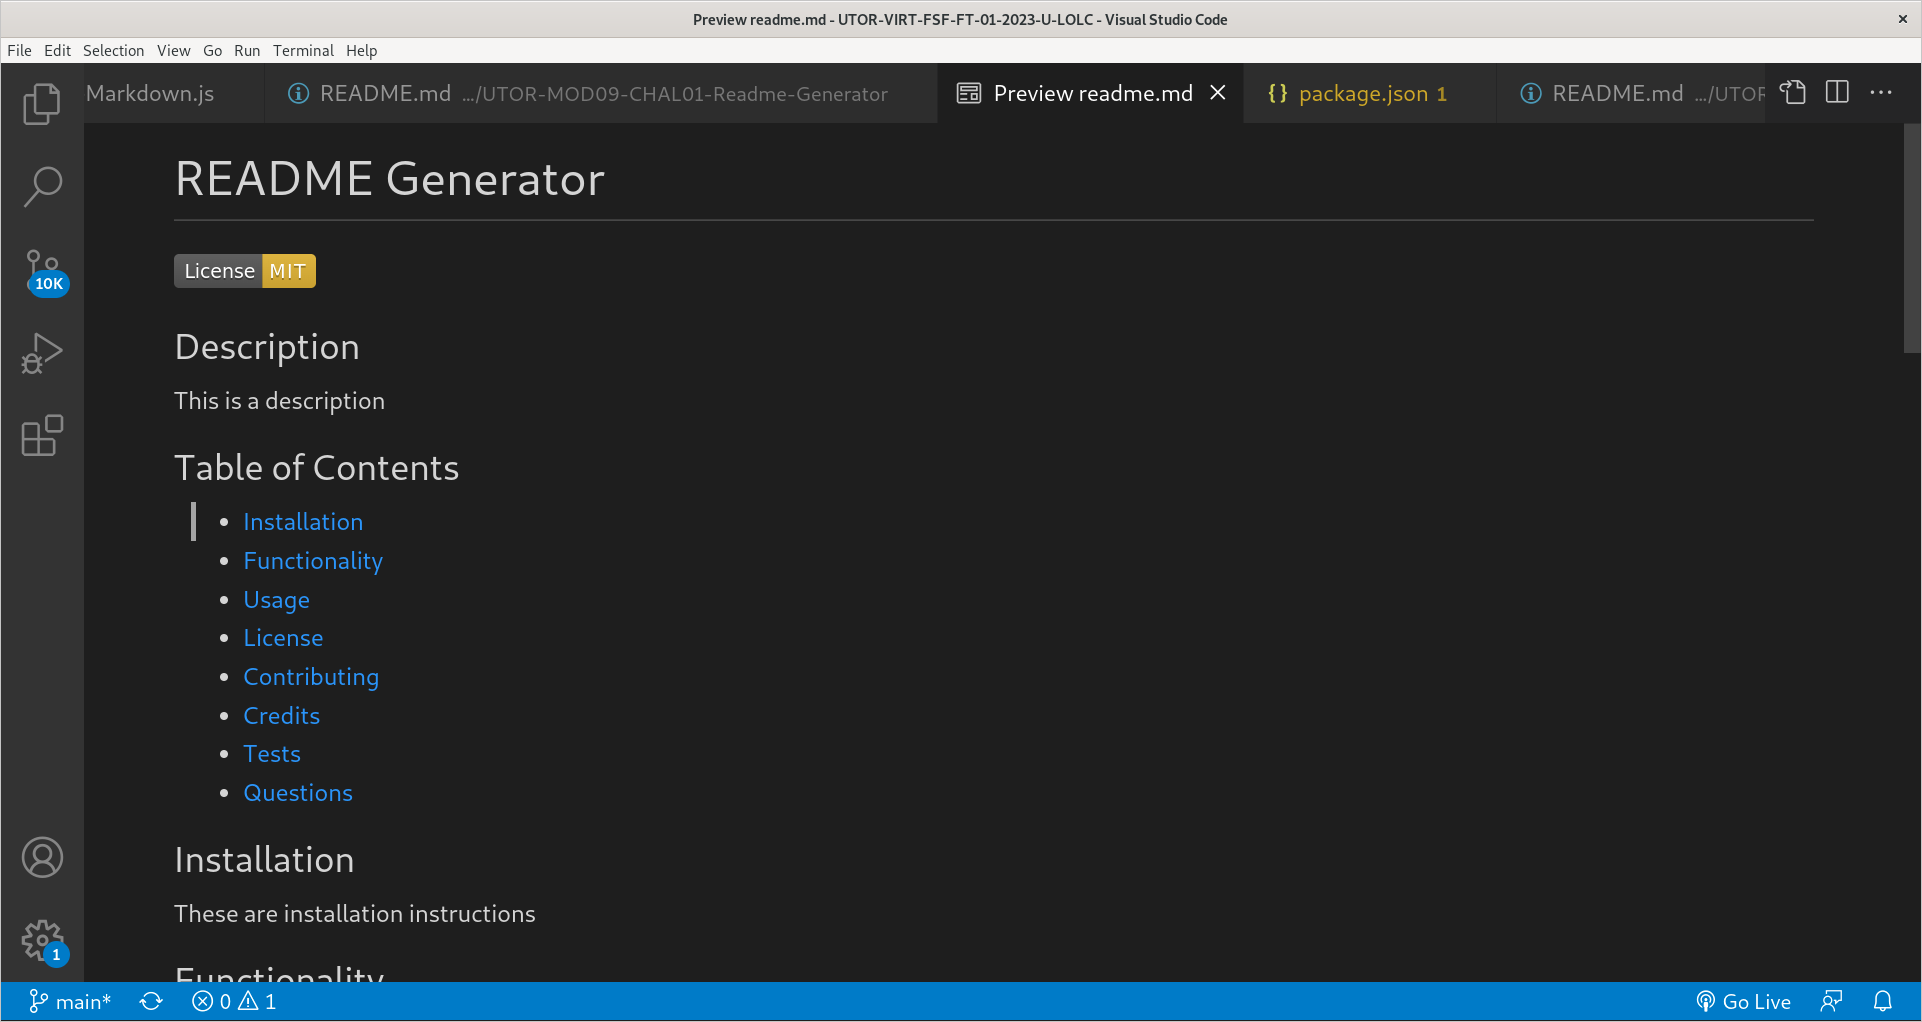 Preview readme.md - UTOR-VIRT-FSF-FT-01-2023-U-LOLC - Visual Studio Code
File Edit Selection View Go Run Terminal Help
Markdown.js README.md .../UTOR-MOD09-CHAL01-Readme-Generator Preview readme.md {} package.json 1 README.md .../UTOR
README Generator
License MIT
10K
Description
This is a description
Table of Contents
• Installation
• Functionality
• Usage
• License
• Contributing
• Credits
• Tests
• Questions
Installation
These are installation instructions
1
Functionality
main* 0 1 Go Live